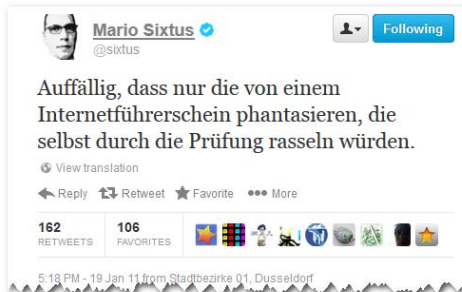 Mario Sixtus
@sixtus
Following
Auffällig, dass nur die von einem
Internetführerschein phantasieren, die
selbst durch die Prüfung rasseln würden.
View translation
Reply Retweet Favorite More
162 106
RETWEETS FAVORITES
5:18 PM - 19 Jan 11 from Stadtbezirke 01, Dusseldorf